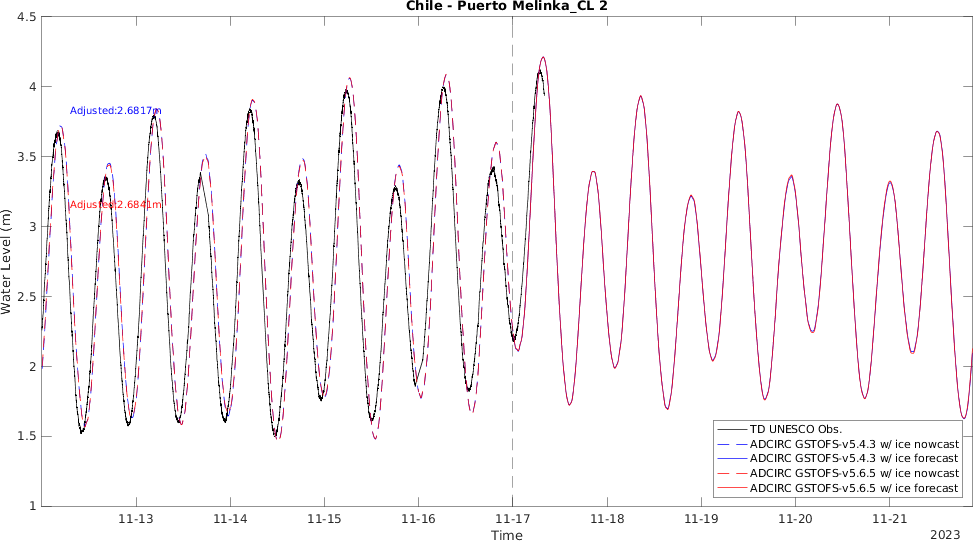 Chile - Puerto Melinka_CL 2
4.5
4
3.5
3
2.5
2
1.5
1
Water Level (m)
Adjusted:2.6817m
Adjusted:2.6841m
TD UNESCO Obs.
ADCIRC GSTOFS-v5.4.3 w/ ice nowcast
ADCIRC GSTOFS-v5.4.3 w/ ice forecast
ADCIRC GSTOFS-v5.6.5 w/ ice nowcast
ADCIRC GSTOFS-v5.6.5 w/ ice forecast
11-13 11-14 11-15 11-16 11-17 11-18 11-19 11-20 11-21
Time
2023